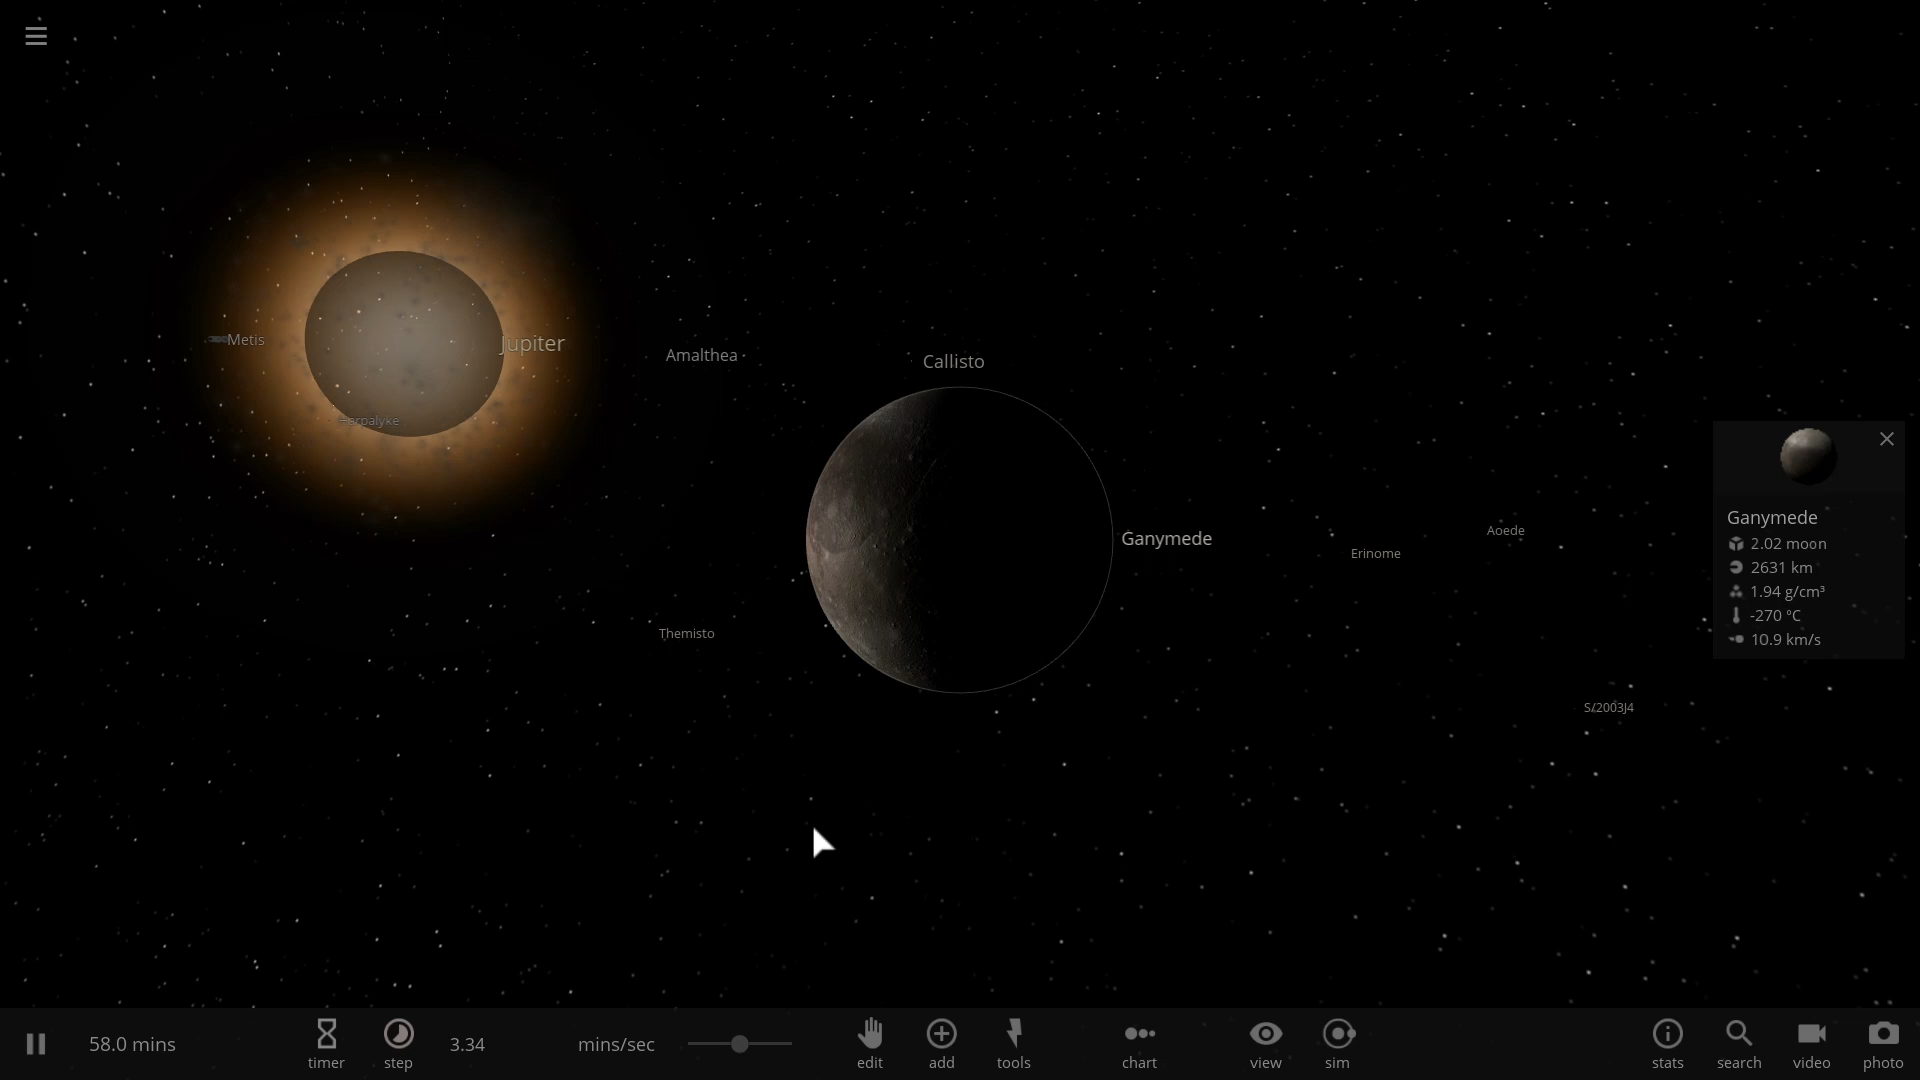 Callisto
Metis
Jupiter
Amalthea
Herpalyke
Ganymede
Aoede
Erinome
Themisto
S/2003J4
Ganymede
2.02 moon
2631 km
1.94 g/cm³
-270 °C
10.9 km/s
58.0 mins
timer
step
3.34
mins/sec
edit
add
tools
chart
view
sim
stats
search
video
photo